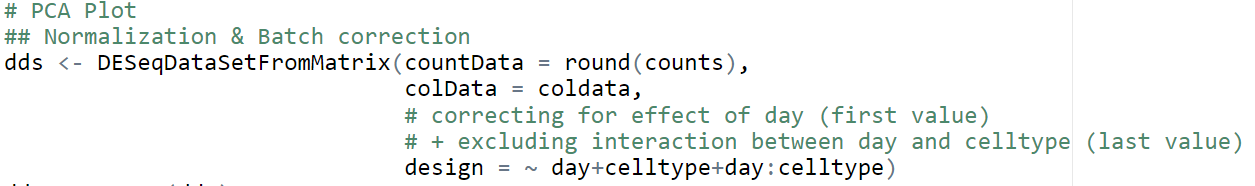 # PCA Plot
## Normalization & Batch correction
dds <- DESeqDataSetFromMatrix(countData = round(counts),
colData = coldata,
# correcting for effect of day (first value)
# + excluding interaction between day and celltype (last value)
design = ~ day+celltype+day:celltype)